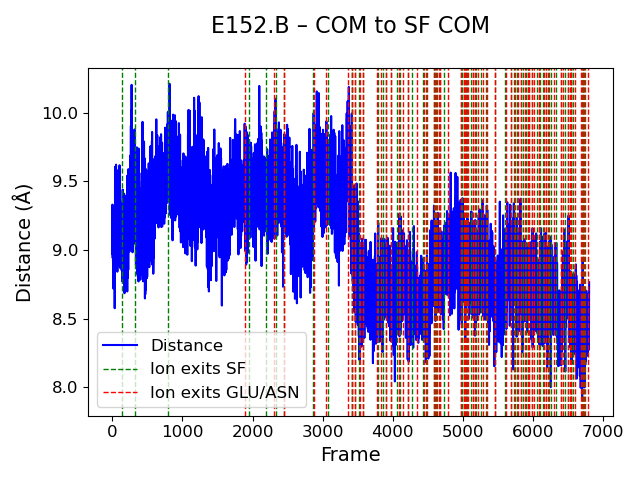 E152.B – COM to SF COM
Distance (Å)
10.0
9.5
9.0
8.5
8.0
Distance
Ion exits SF
Ion exits GLU/ASN
0 1000 2000 3000 4000 5000 6000 7000
Frame